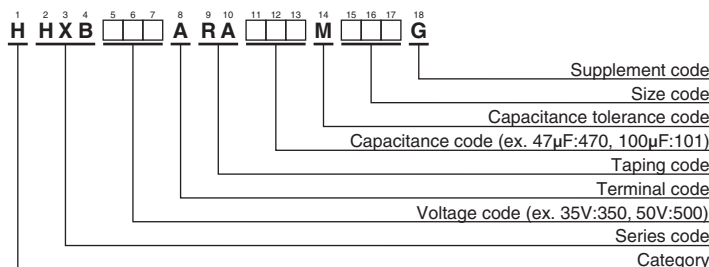 1 2 3 4 5 6 7 8 9 10 11 12 13 14 15 16 17 18
H HXB A RA M G
Supplement code
Size code
Capacitance tolerance code
Capacitance code (ex. 47µF:470, 100µF:101)
Taping code
Terminal code
Voltage code (ex. 35V:350, 50V:500)
Series code
Category